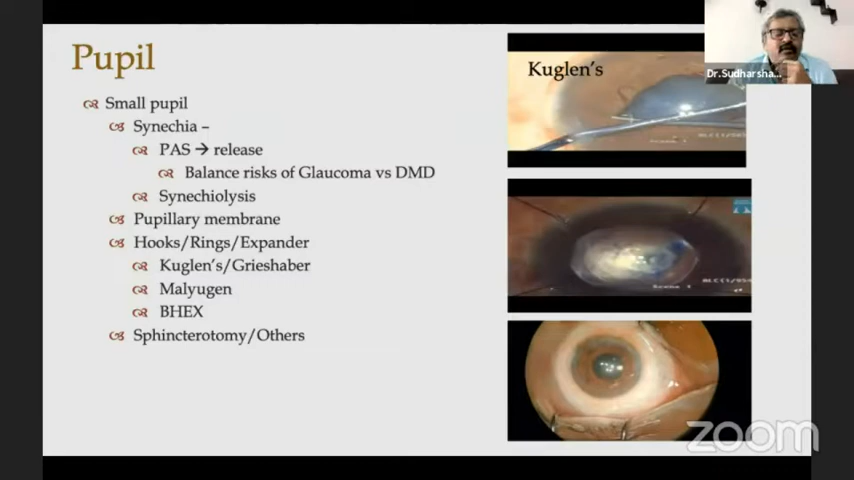 Pupil
Small pupil
Synechia –
PAS → release
Balance risks of Glaucoma vs DMD
Synechiolysis
Pupillary membrane
Hooks/Rings/Expander
Kuglen's/Grieshaber
Malyugen
BHEX
Sphincterotomy/Others
Kuglen's
Dr.Sudharsha...
zoom